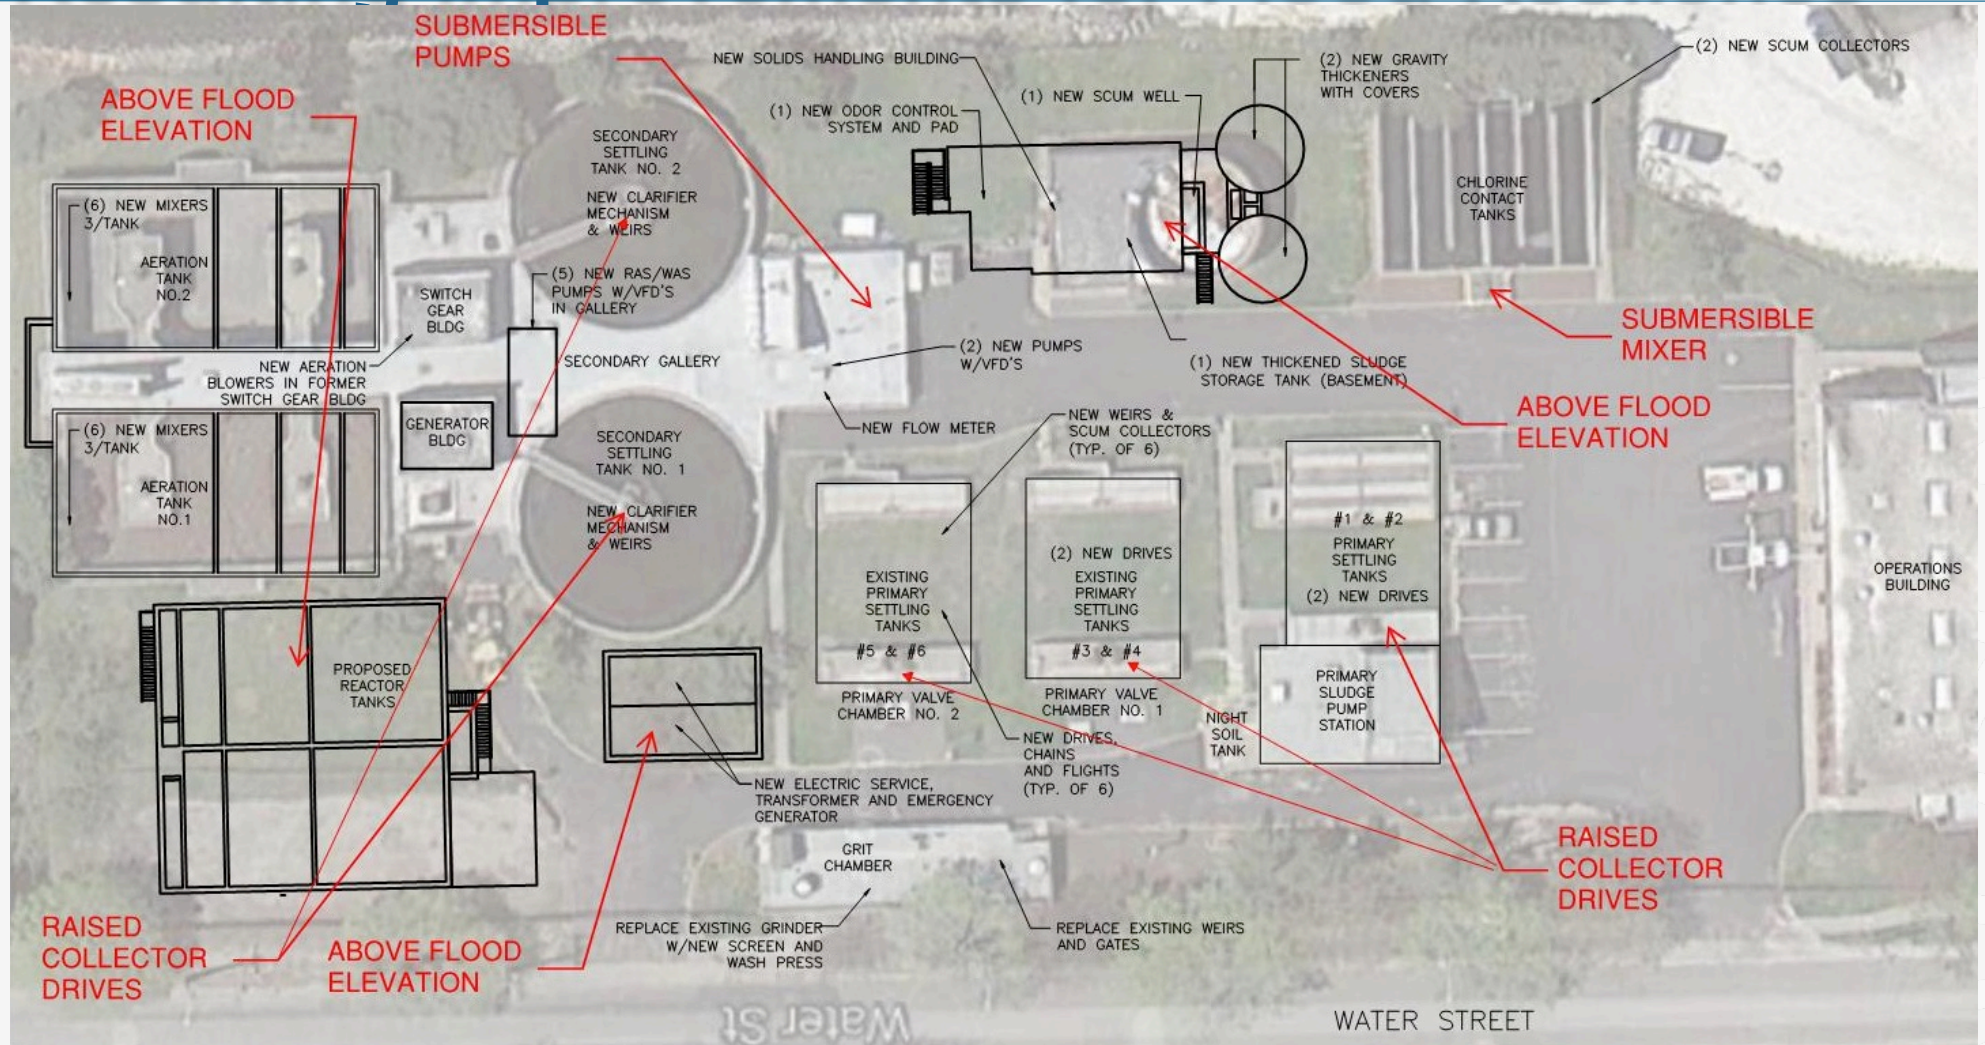 SUBMERSIBLE
PUMPS
ABOVE FLOOD
ELEVATION
NEW SOLIDS HANDLING BUILDING
(1) NEW ODOR CONTROL
SYSTEM AND PAD
(1) NEW SCUM WELL
(2) NEW GRAVITY
THICKENERS
WITH COVERS
(2) NEW SCUM COLLECTORS
SECONDARY
SETTLING
TANK NO. 2
NEW CLARIFIER
MECHANISM
& WEIRS
(6) NEW MIXERS
3/TANK
AERATION
TANK
NO.2
SWITCH
GEAR
BLDG
(5) NEW RAS/WAS
PUMPS W/VFD'S
IN GALLERY
CHLORINE
CONTACT
TANKS
SUBMERSIBLE
MIXER
NEW AERATION
BLOWERS IN FORMER
SWITCH GEAR BLDG
SECONDARY GALLERY
(2) NEW PUMPS
W/VFD'S
(1) NEW THICKENED SLUDGE
STORAGE TANK (BASEMENT)
ABOVE FLOOD
ELEVATION
(6) NEW MIXERS
3/TANK
AERATION
TANK
NO.1
GENERATOR
BLDG
SECONDARY
SETTLING
TANK NO. 1
NEW CLARIFIER
MECHANISM
& WEIRS
NEW FLOW METER
NEW WEIRS &
SCUM COLLECTORS
(TYP. OF 6)
EXISTING
PRIMARY
SETTLING
TANKS
#5 & #6
(2) NEW DRIVES
EXISTING
PRIMARY
SETTLING
TANKS
#3 & #4
#1 & #2
PRIMARY
SETTLING
TANKS
(2) NEW DRIVES
OPERATIONS
BUILDING
PROPOSED
REACTOR
TANKS
PRIMARY VALVE
CHAMBER NO. 2
PRIMARY VALVE
CHAMBER NO. 1
NIGHT
SOIL
TANK
PRIMARY
SLUDGE
PUMP
STATION
NEW DRIVES,
CHAINS
AND FLIGHTS
(TYP. OF 6)
NEW ELECTRIC SERVICE,
TRANSFORMER AND EMERGENCY
GENERATOR
GRIT
CHAMBER
RAISED
COLLECTOR
DRIVES
RAISED
COLLECTOR
DRIVES
ABOVE FLOOD
ELEVATION
REPLACE EXISTING GRINDER
W/NEW SCREEN AND
WASH PRESS
REPLACE EXISTING WEIRS
AND GATES
Water St
WATER STREET